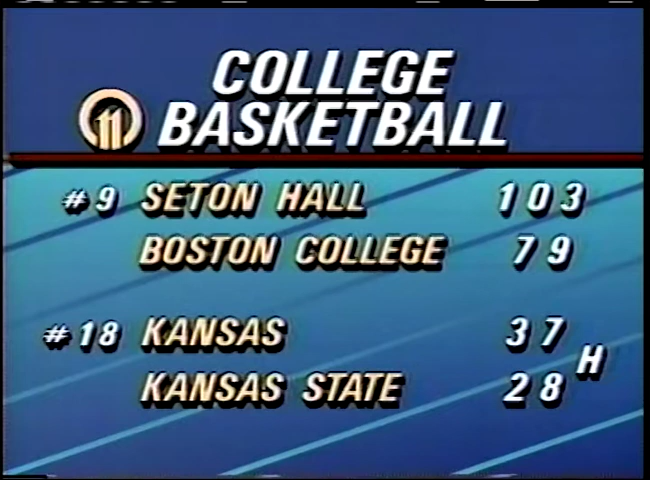 COLLEGE
11 BASKETBALL
#9 SETON HALL 103
BOSTON COLLEGE 79
#18 KANSAS 37
H
KANSAS STATE 28